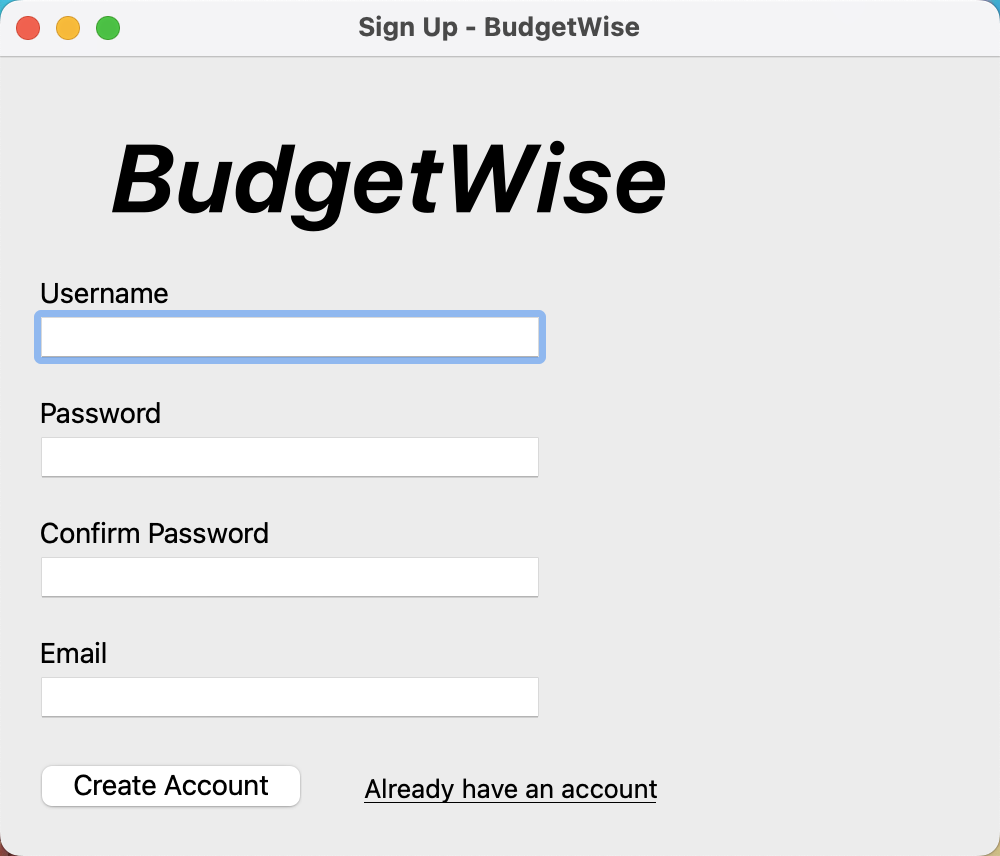 Sign Up - BudgetWise
BudgetWise
Username
Password
Confirm Password
Email
Create Account
Already have an account